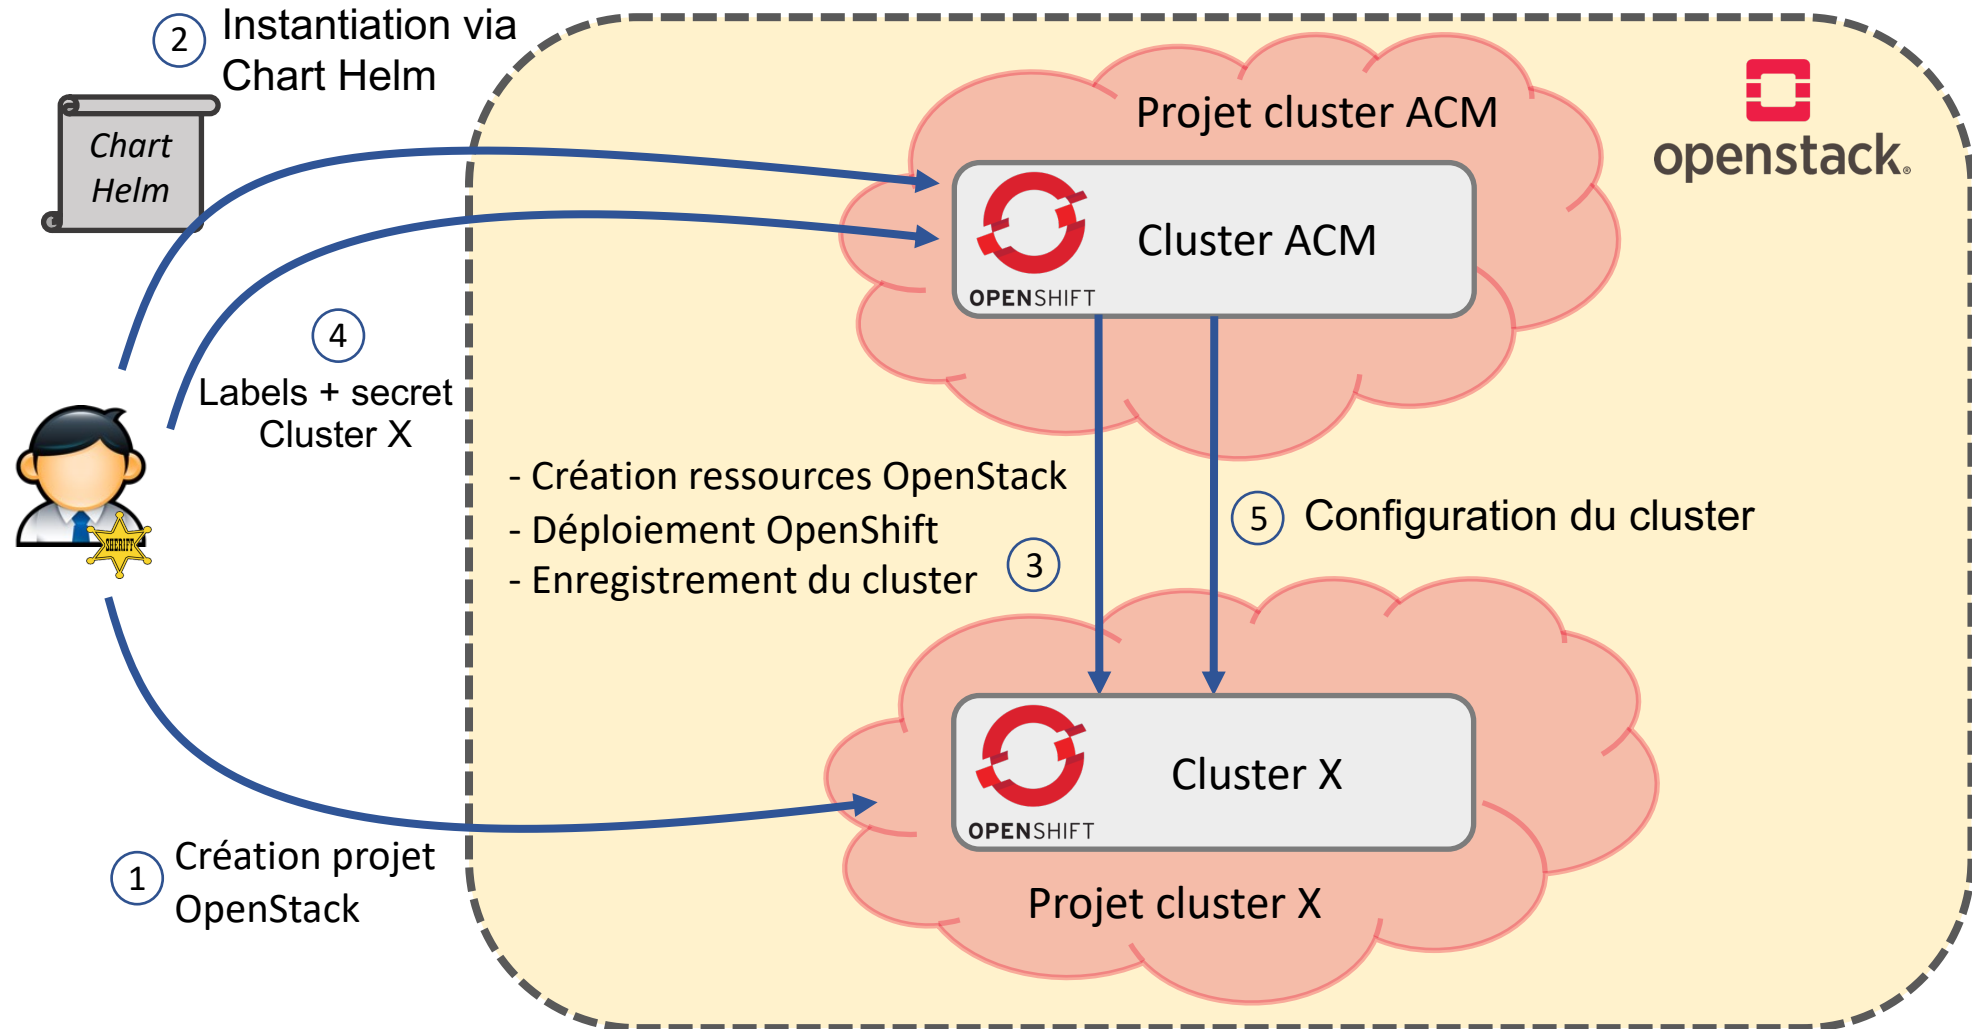 2
Instantiation via
Chart Helm
Chart
Helm
Projet cluster ACM
openstack.
Cluster ACM
OPENSHIFT
4
Labels + secret
Cluster X
SHERIFF
- Création ressources OpenStack
- Déploiement OpenShift
- Enregistrement du cluster
3
5
Configuration du cluster
Cluster X
OPENSHIFT
Projet cluster X
1
Création projet
OpenStack